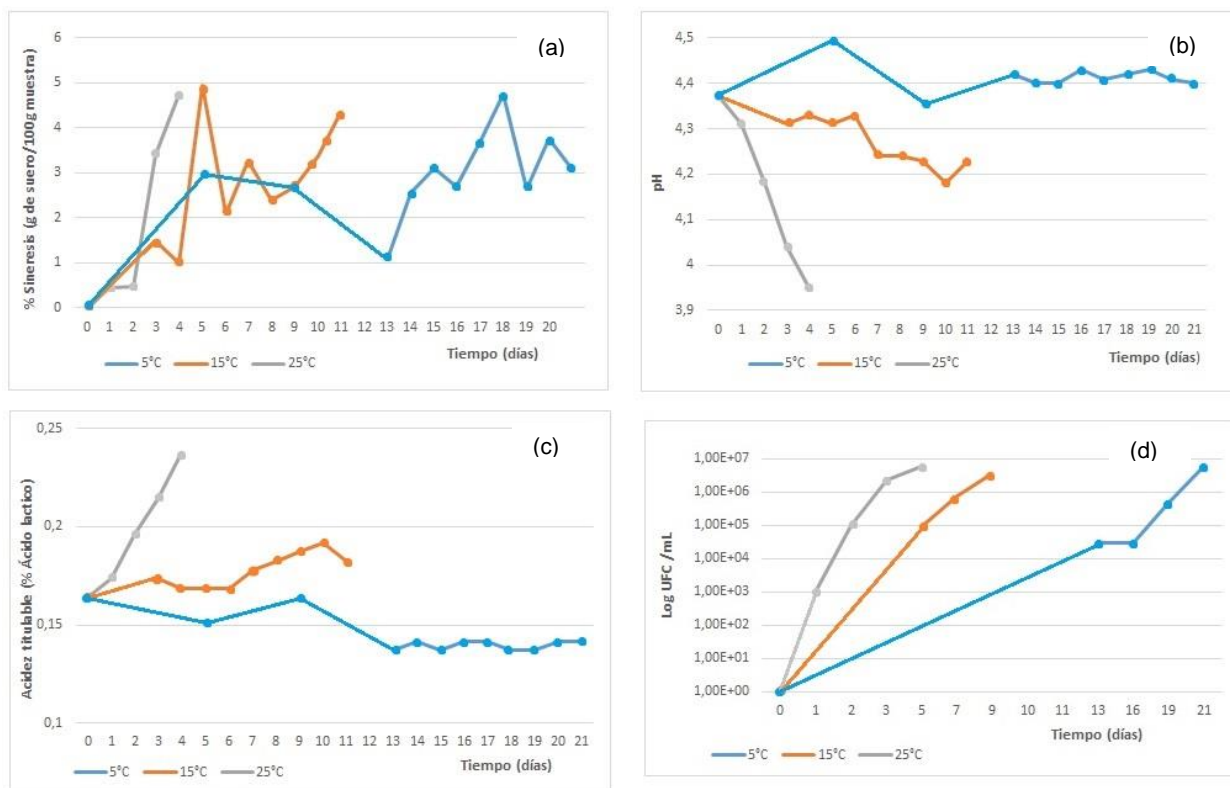 (a)
% Sineresis (g de suero/100g muestra)
6
5
4
3
2
1
0
0 1 2 3 4 5 6 7 8 9 10 11 13 14 15 16 17 18 19 20
Tiempo (días)
5°C 15°C 25°C
(b)
pH
4,5
4,4
4,3
4,2
4,1
4
3,9
0 1 2 3 4 5 6 7 8 9 10 11 12 13 14 15 16 17 18 19 20 21
Tiempo (días)
5°C 15°C 25°C
(c)
Acidez titulable (% Ácido lactico)
0,25
0,2
0,15
0,1
0 1 2 3 4 5 6 7 8 9 10 11 13 14 15 16 17 18 19 20 21
Tiempo (días)
5°C 15°C 25°C
(d)
Log UFC /mL
1,00E+07
1,00E+06
1,00E+05
1,00E+04
1,00E+03
1,00E+02
1,00E+01
1,00E+00
0 1 2 3 5 7 9 10 11 13 16 19 21
Tiempo (días)
5°C 15°C 25°C